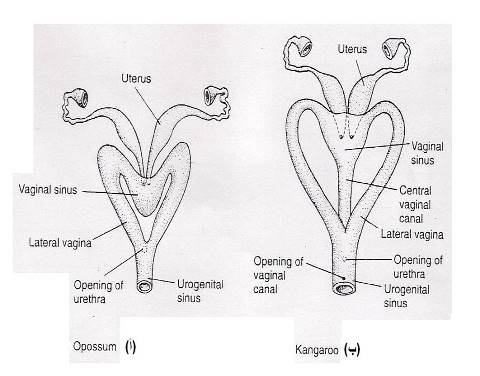 Uterus
Vaginal sinus
Lateral vagina
Opening of
urethra
Urogenital
sinus
Opossum (أ)
Uterus
Vaginal
sinus
Central
vaginal
canal
Lateral vagina
Opening of
vaginal
canal
Opening of
urethra
Urogenital
sinus
Kangaroo (ب)